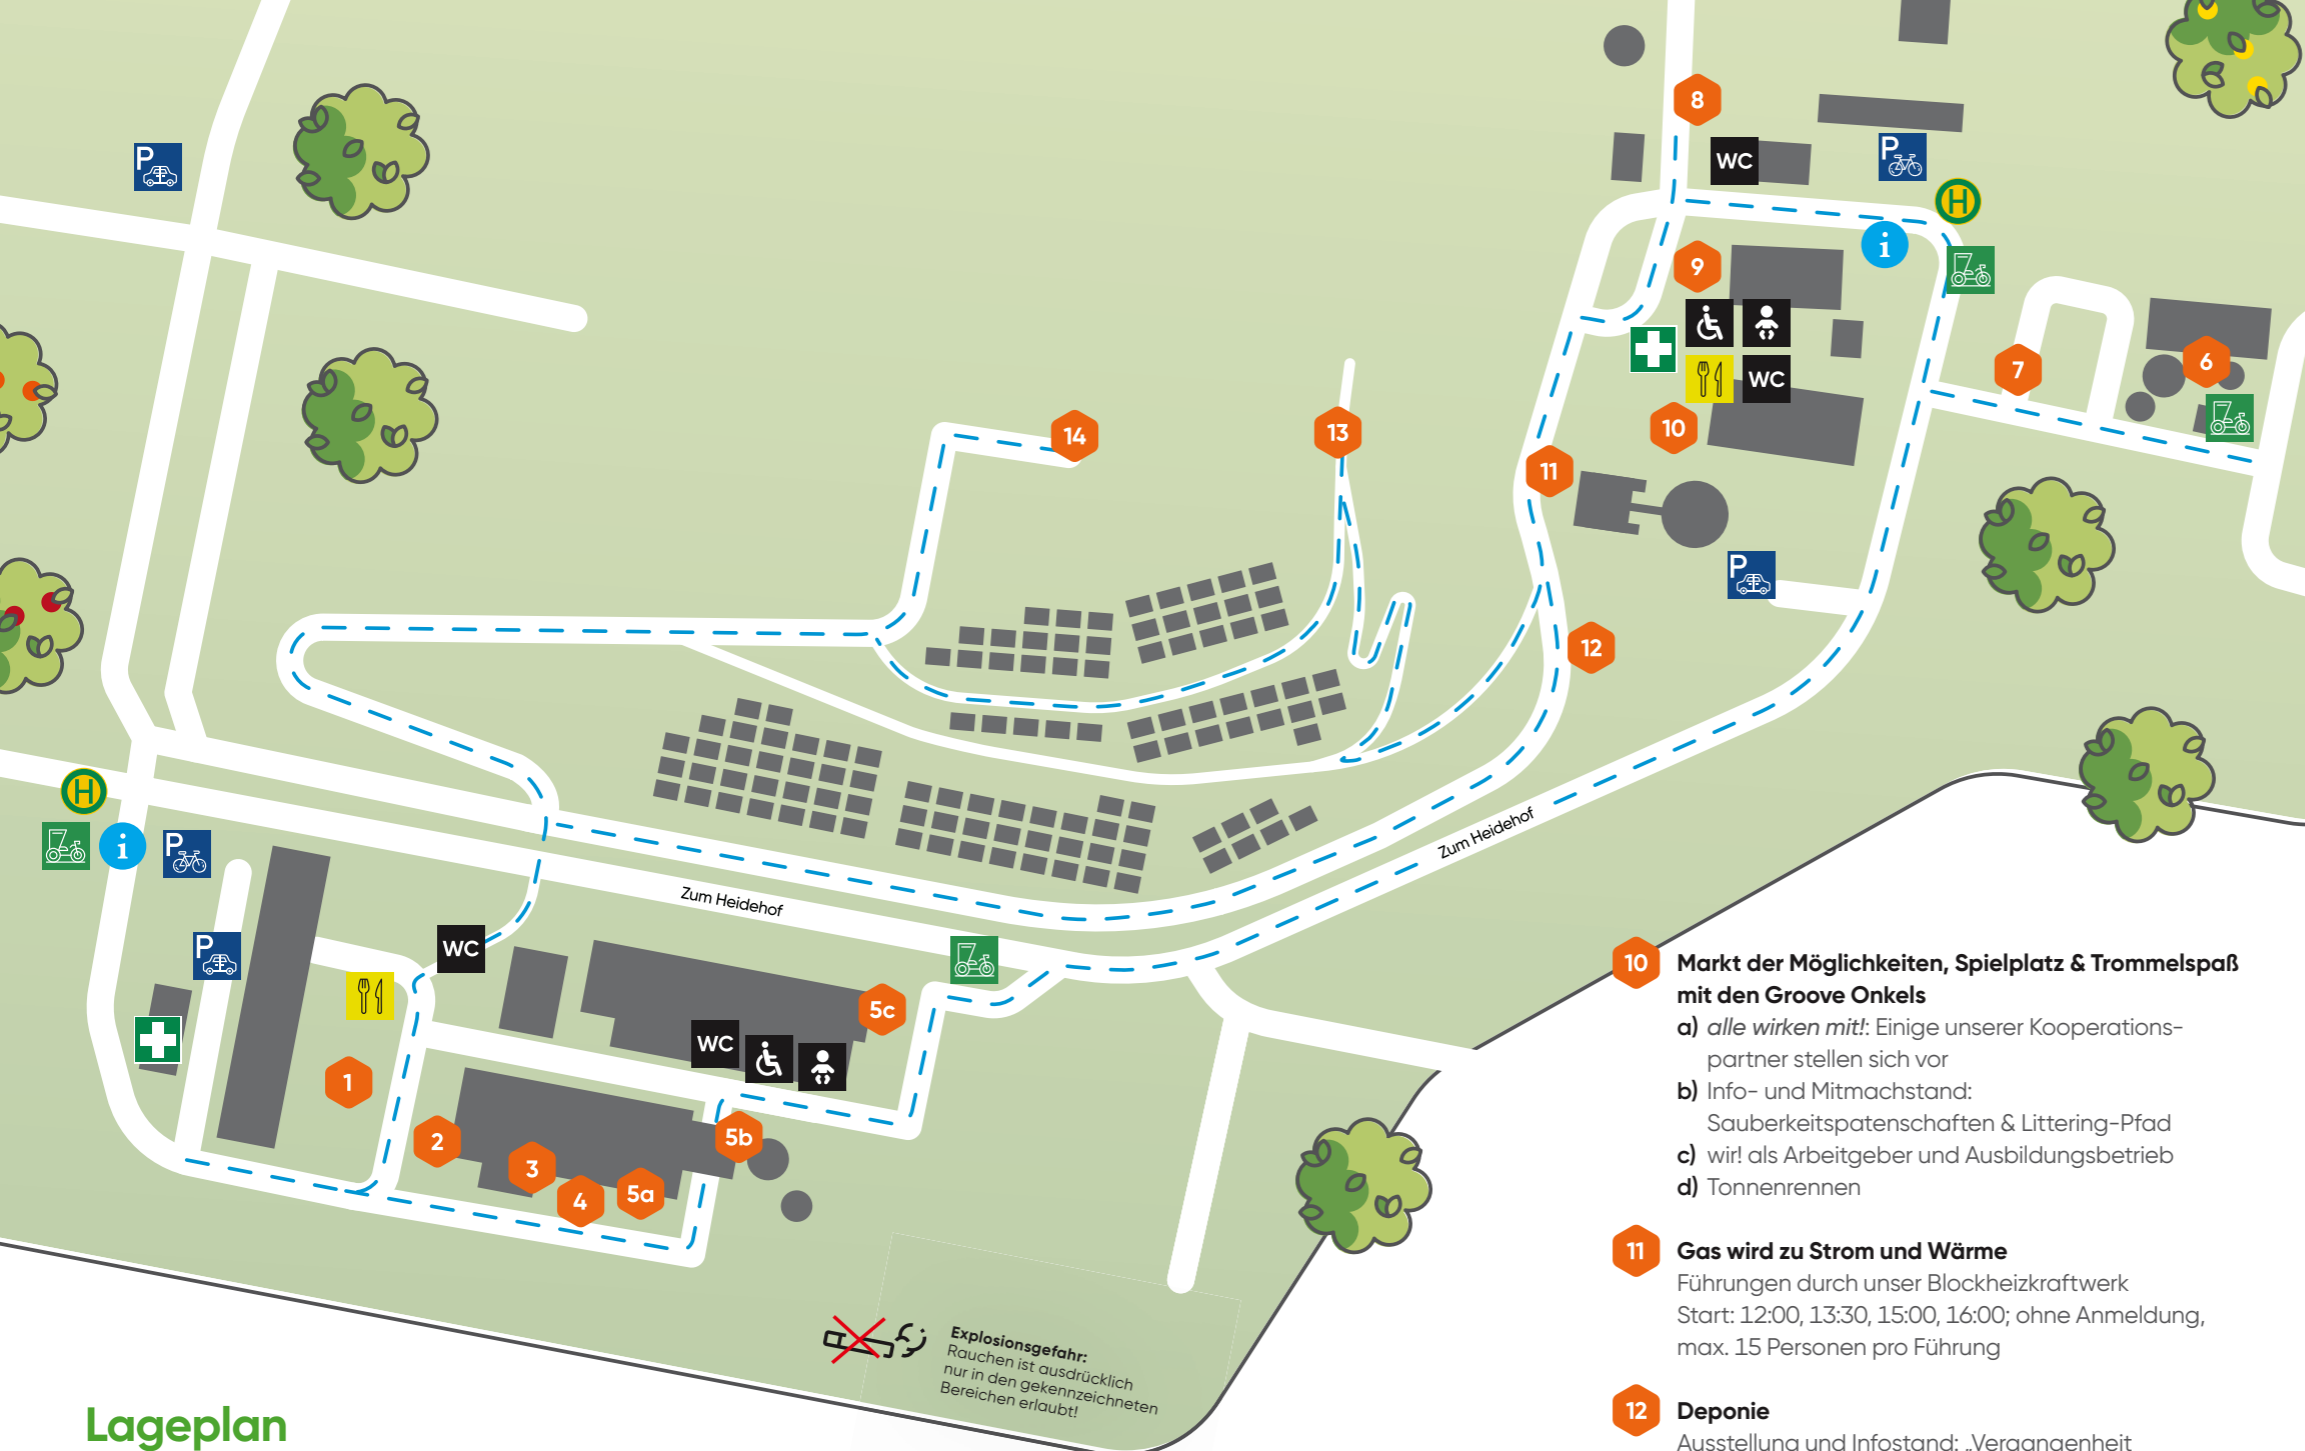 P
8
WC
P
H
i
9
7
6
WC
14
13
10
11
P
12
H
i
P
Zum Heidehof
Zum Heidehof
P
WC
5c
WC
1
2
3
4
5a
5b
10 Markt der Möglichkeiten, Spielplatz & Trommelspaß
mit den Groove Onkels
a) alle wirken mit!: Einige unserer Kooperations-
partner stellen sich vor
b) Info- und Mitmachstand:
Sauberkeitspatenschaften & Littering-Pfad
c) wir! als Arbeitgeber und Ausbildungsbetrieb
d) Tonnenrennen
11 Gas wird zu Strom und Wärme
Führungen durch unser Blockheizkraftwerk
Start: 12:00, 13:30, 15:00, 16:00; ohne Anmeldung,
max. 15 Personen pro Führung
12 Deponie
Ausstellung und Infostand: „Vergangenheit
Explosionsgefahr:
Rauchen ist ausdrücklich
nur in den gekennzeichneten
Bereichen erlaubt!
Lageplan